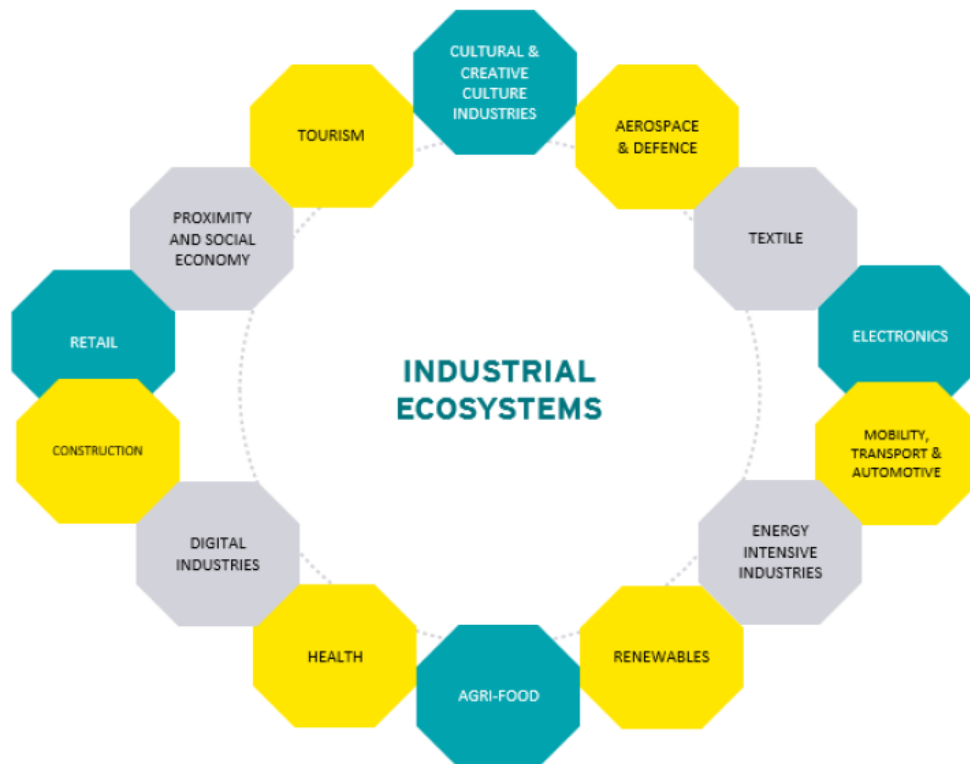 CULTURAL &
CREATIVE
CULTURE
INDUSTRIES
AEROSPACE
& DEFENCE
TEXTILE
ELECTRONICS
MOBILITY,
TRANSPORT &
AUTOMOTIVE
ENERGY
INTENSIVE
INDUSTRIES
RENEWABLES
AGRI-FOOD
HEALTH
DIGITAL
INDUSTRIES
CONSTRUCTION
RETAIL
PROXIMITY
AND SOCIAL
ECONOMY
TOURISM
INDUSTRIAL
ECOSYSTEMS